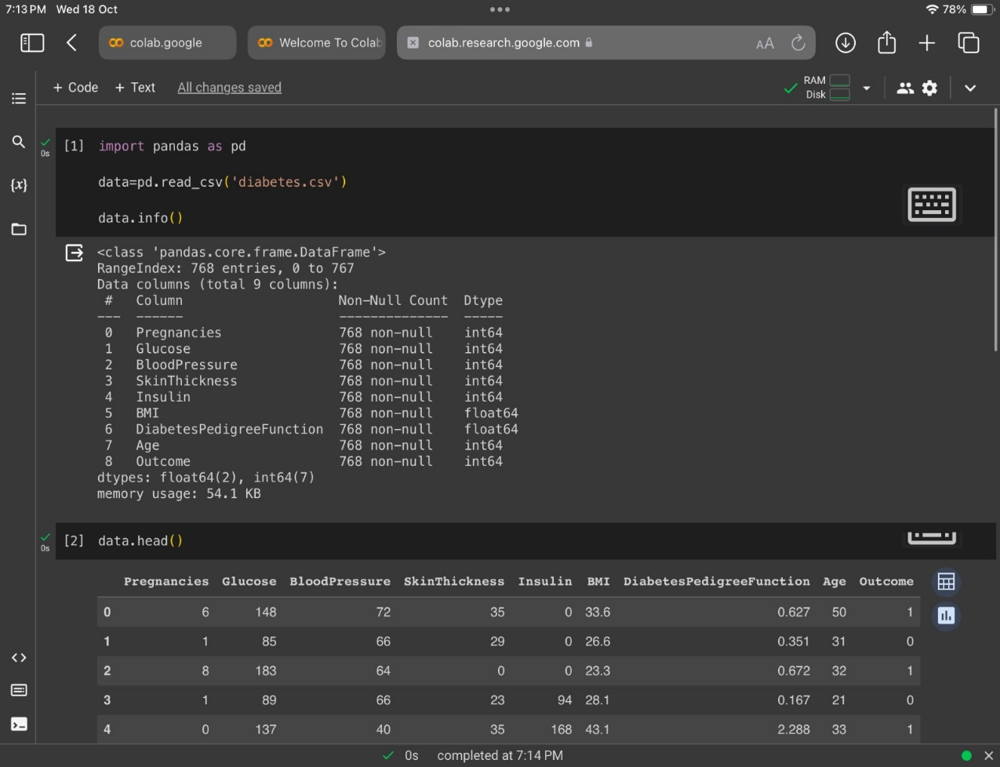 7:13 PM Wed 18 Oct
78%
colab.google
Welcome To Colab
colab.research.google.com
AA
+ Code + Text All changes saved
RAM
Disk
[1] import pandas as pd
0s
{x}
data=pd.read_csv('diabetes.csv')
data.info()
<class 'pandas.core.frame.DataFrame'>
RangeIndex: 768 entries, 0 to 767
Data columns (total 9 columns):
# Column Non-Null Count Dtype
--- ------ -------------- -----
0 Pregnancies 768 non-null int64
1 Glucose 768 non-null int64
2 BloodPressure 768 non-null int64
3 SkinThickness 768 non-null int64
4 Insulin 768 non-null int64
5 BMI 768 non-null float64
6 DiabetesPedigreeFunction 768 non-null float64
7 Age 768 non-null int64
8 Outcome 768 non-null int64
dtypes: float64(2), int64(7)
memory usage: 54.1 KB
[2] data.head()
0s
Pregnancies Glucose BloodPressure SkinThickness Insulin BMI DiabetesPedigreeFunction Age Outcome
0 6 148 72 35 0 33.6 0.627 50 1
1 1 85 66 29 0 26.6 0.351 31 0
2 8 183 64 0 0 23.3 0.672 32 1
3 1 89 66 23 94 28.1 0.167 21 0
4 0 137 40 35 168 43.1 2.288 33 1
0s completed at 7:14 PM